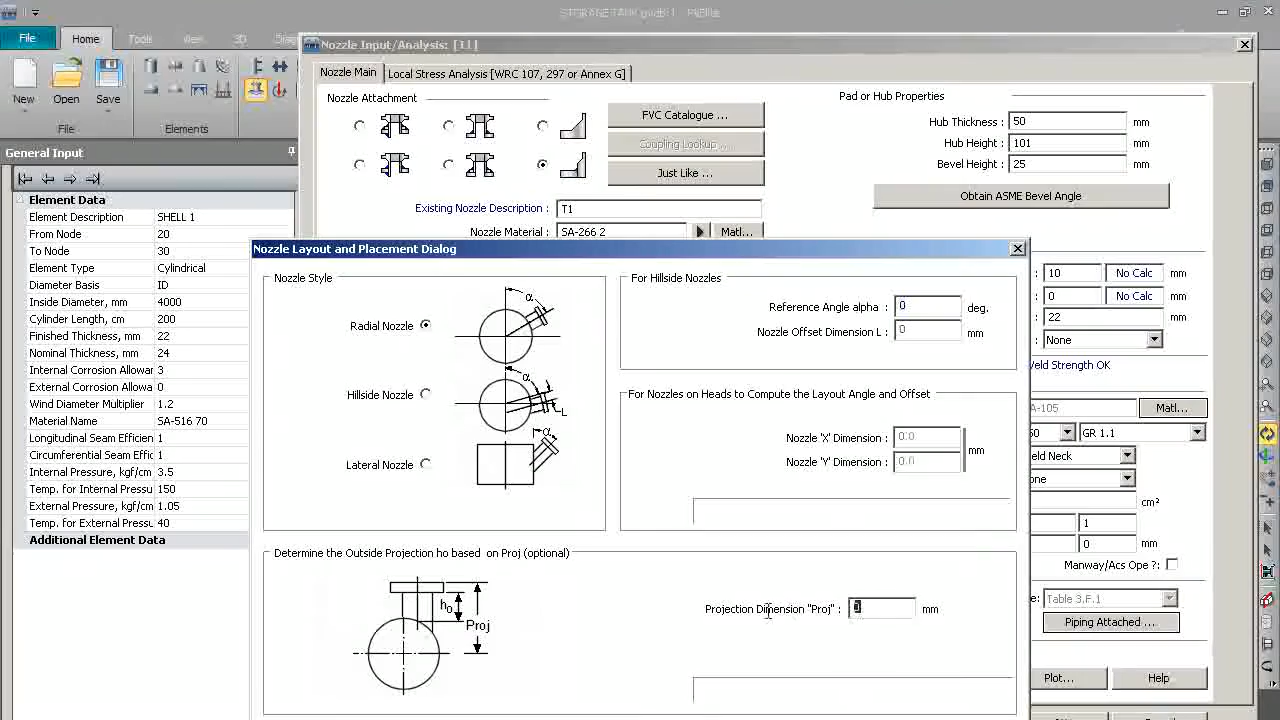 Nozzle Input/Analysis: [T1]
File
Home
Tools
View
3D
Nozzle Main
Local Stress Analysis [WRC 107, 297 or Annex G]
New
Open
Save
File
Elements
Nozzle Attachment
FVC Catalogue ...
Coupling Lookup ...
Just Like ...
Pad or Hub Properties
Hub Thickness :
50
mm
Hub Height :
101
mm
Bevel Height :
25
mm
Obtain ASME Bevel Angle
Existing Nozzle Description :
T1
Nozzle Material :
SA-266 2
Matl...
General Input
Element Data
Element Description
SHELL 1
From Node
20
To Node
30
Element Type
Cylindrical
Diameter Basis
ID
Inside Diameter, mm
4000
Cylinder Length, cm
200
Finished Thickness, mm
22
Nominal Thickness, mm
24
Internal Corrosion Allowar
3
External Corrosion Allowa
0
Wind Diameter Multiplier
1.2
Material Name
SA-516 70
Longitudinal Seam Efficien
1
Circumferential Seam Effic
1
Internal Pressure, kgf/cm
3.5
Temp. for Internal Pressu
150
External Pressure, kgf/cm
1.05
Temp. for External Pressu
40
Additional Element Data
Nozzle Layout and Placement Dialog
Nozzle Style
Radial Nozzle
α
Hillside Nozzle
α
L
Lateral Nozzle
α
For Hillside Nozzles
Reference Angle alpha :
0
deg.
Nozzle Offset Dimension L :
0
mm
For Nozzles on Heads to Compute the Layout Angle and Offset
Nozzle 'X' Dimension :
0.0
Nozzle 'Y' Dimension :
0.0
mm
Determine the Outside Projection ho based on Proj (optional)
ho
Proj
Projection Dimension "Proj" :
mm
10
No Calc
mm
0
No Calc
mm
22
mm
None
Weld Strength OK
A-105
Matl...
GR 1.1
eld Neck
one
cm²
1
0
mm
Manway/Acs Ope ?:
Table 3.F.1
Piping Attached ...
Plot...
Help